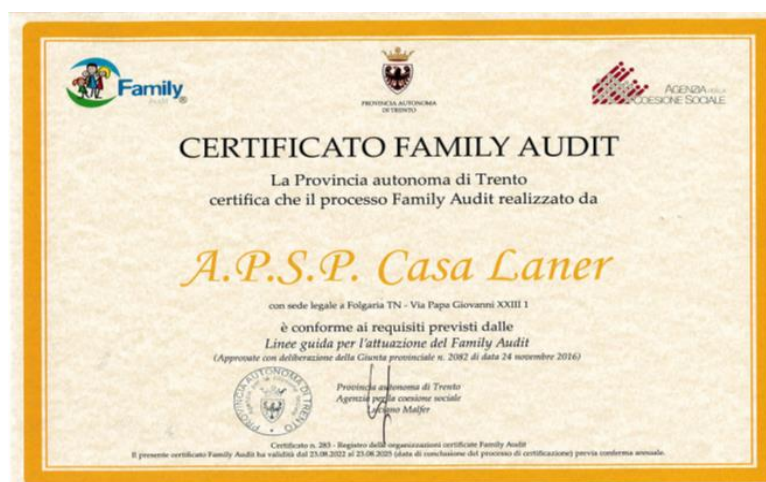 Family
audit
®
PROVINCIA AUTONOMA
DI TRENTO
AGENZIA PER LA
COESIONE SOCIALE
CERTIFICATO FAMILY AUDIT
La Provincia autonoma di Trento
certifica che il processo Family Audit realizzato da
A.P.S.P. Casa Laner
con sede legale a Folgaria TN - Via Papa Giovanni XXIII 1
è conforme ai requisiti previsti dalle
Linee guida per l'attuazione del Family Audit
(Approvate con deliberazione della Giunta provinciale n. 2082 di data 24 novembre 2016)
PROVINCIA AUTONOMA DI TRENTO
Provincia autonoma di Trento
Agenzia per la coesione sociale
Luciano Malfer
Certificato n. 283 - Registro delle organizzazioni certificate Family Audit
Il presente certificato Family Audit ha validità dal 23.08.2022 al 23.08.2025 (data di conclusione del processo di certificazione) previa conferma annuale.